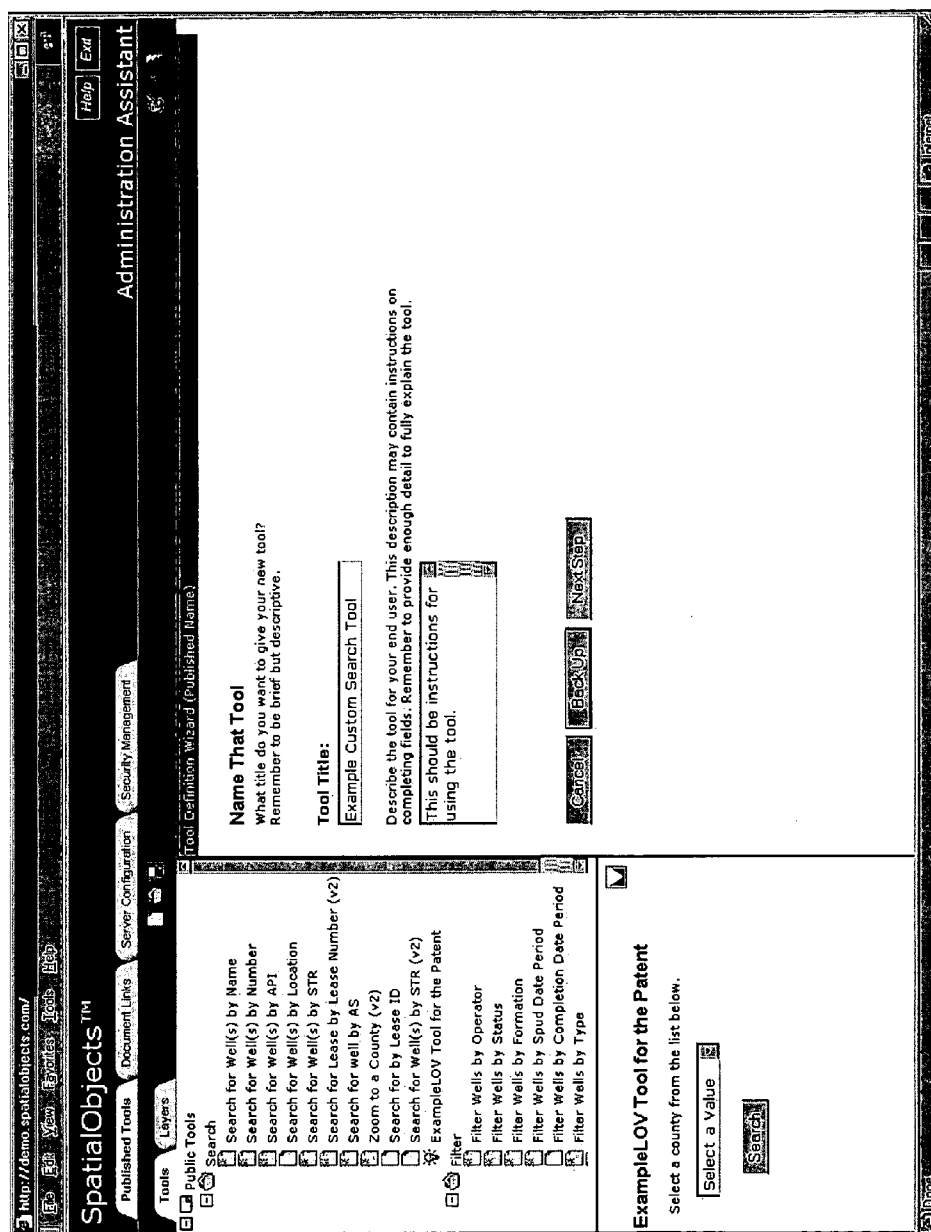 http://demo.spatialobjects.com/
File Edit View Favorites Tools Help
SpatialObjects™
Help Exit
Published Tools Document Links Server Configuration Security Management
Administration Assistant
Tools Layers
Public Tools
Search
Search for Well(s) by Name
Search for Well(s) by Number
Search for Well(s) by API
Search for Well(s) by Location
Search for Well(s) by STR
Search for Lease by Lease Number (v2)
Search for well by AS
Zoom to a County (v2)
Search for by Lease ID
Search for Well(s) by STR (v2)
ExampleLOV Tool for the Patent
Filter
Filter Wells by Operator
Filter Wells by Status
Filter Wells by Formation
Filter Wells by Spud Date Period
Filter Wells by Completion Date Period
Filter Wells by Type
ExampleLOV Tool for the Patent
Select a county from the list below.
Select a Value
Search
Tool Definition Wizard (Published Name)
Name That Tool
What title do you want to give your new tool?
Remember to be brief but descriptive.
Tool Title:
Example Custom Search Tool
Describe the tool for your end user. This description may contain instructions on
completing fields. Remember to provide enough detail to fully explain the tool.
This should be instructions for
using the tool.
Cancel Back Up Next Step
Done
Internet